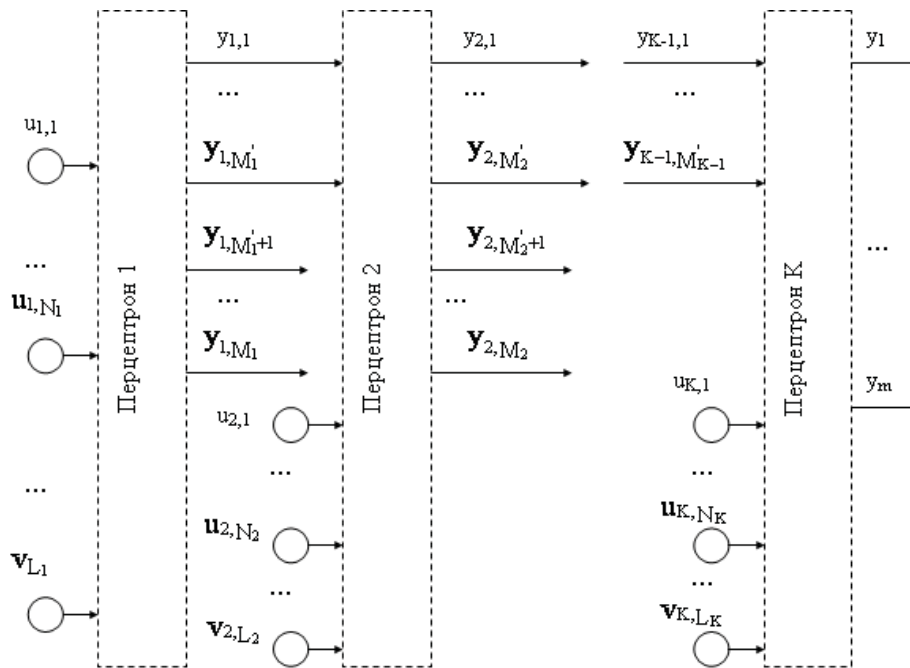 y1,1
y2,1
yK-1,1
y1
...
...
...
u1,1
y1,M'1
y2,M'2
yK-1,M'K-1
y1,M'1+1
y2,M'2+1
...
...
u1,N1
...
...
Перцептрон 1
Перцептрон 2
Перцептрон K
y1,M1
y2,M2
uK,1
ym
u2,1
...
...
...
u2,N2
uK,NK
vL1
...
...
v2,L2
vK,LK